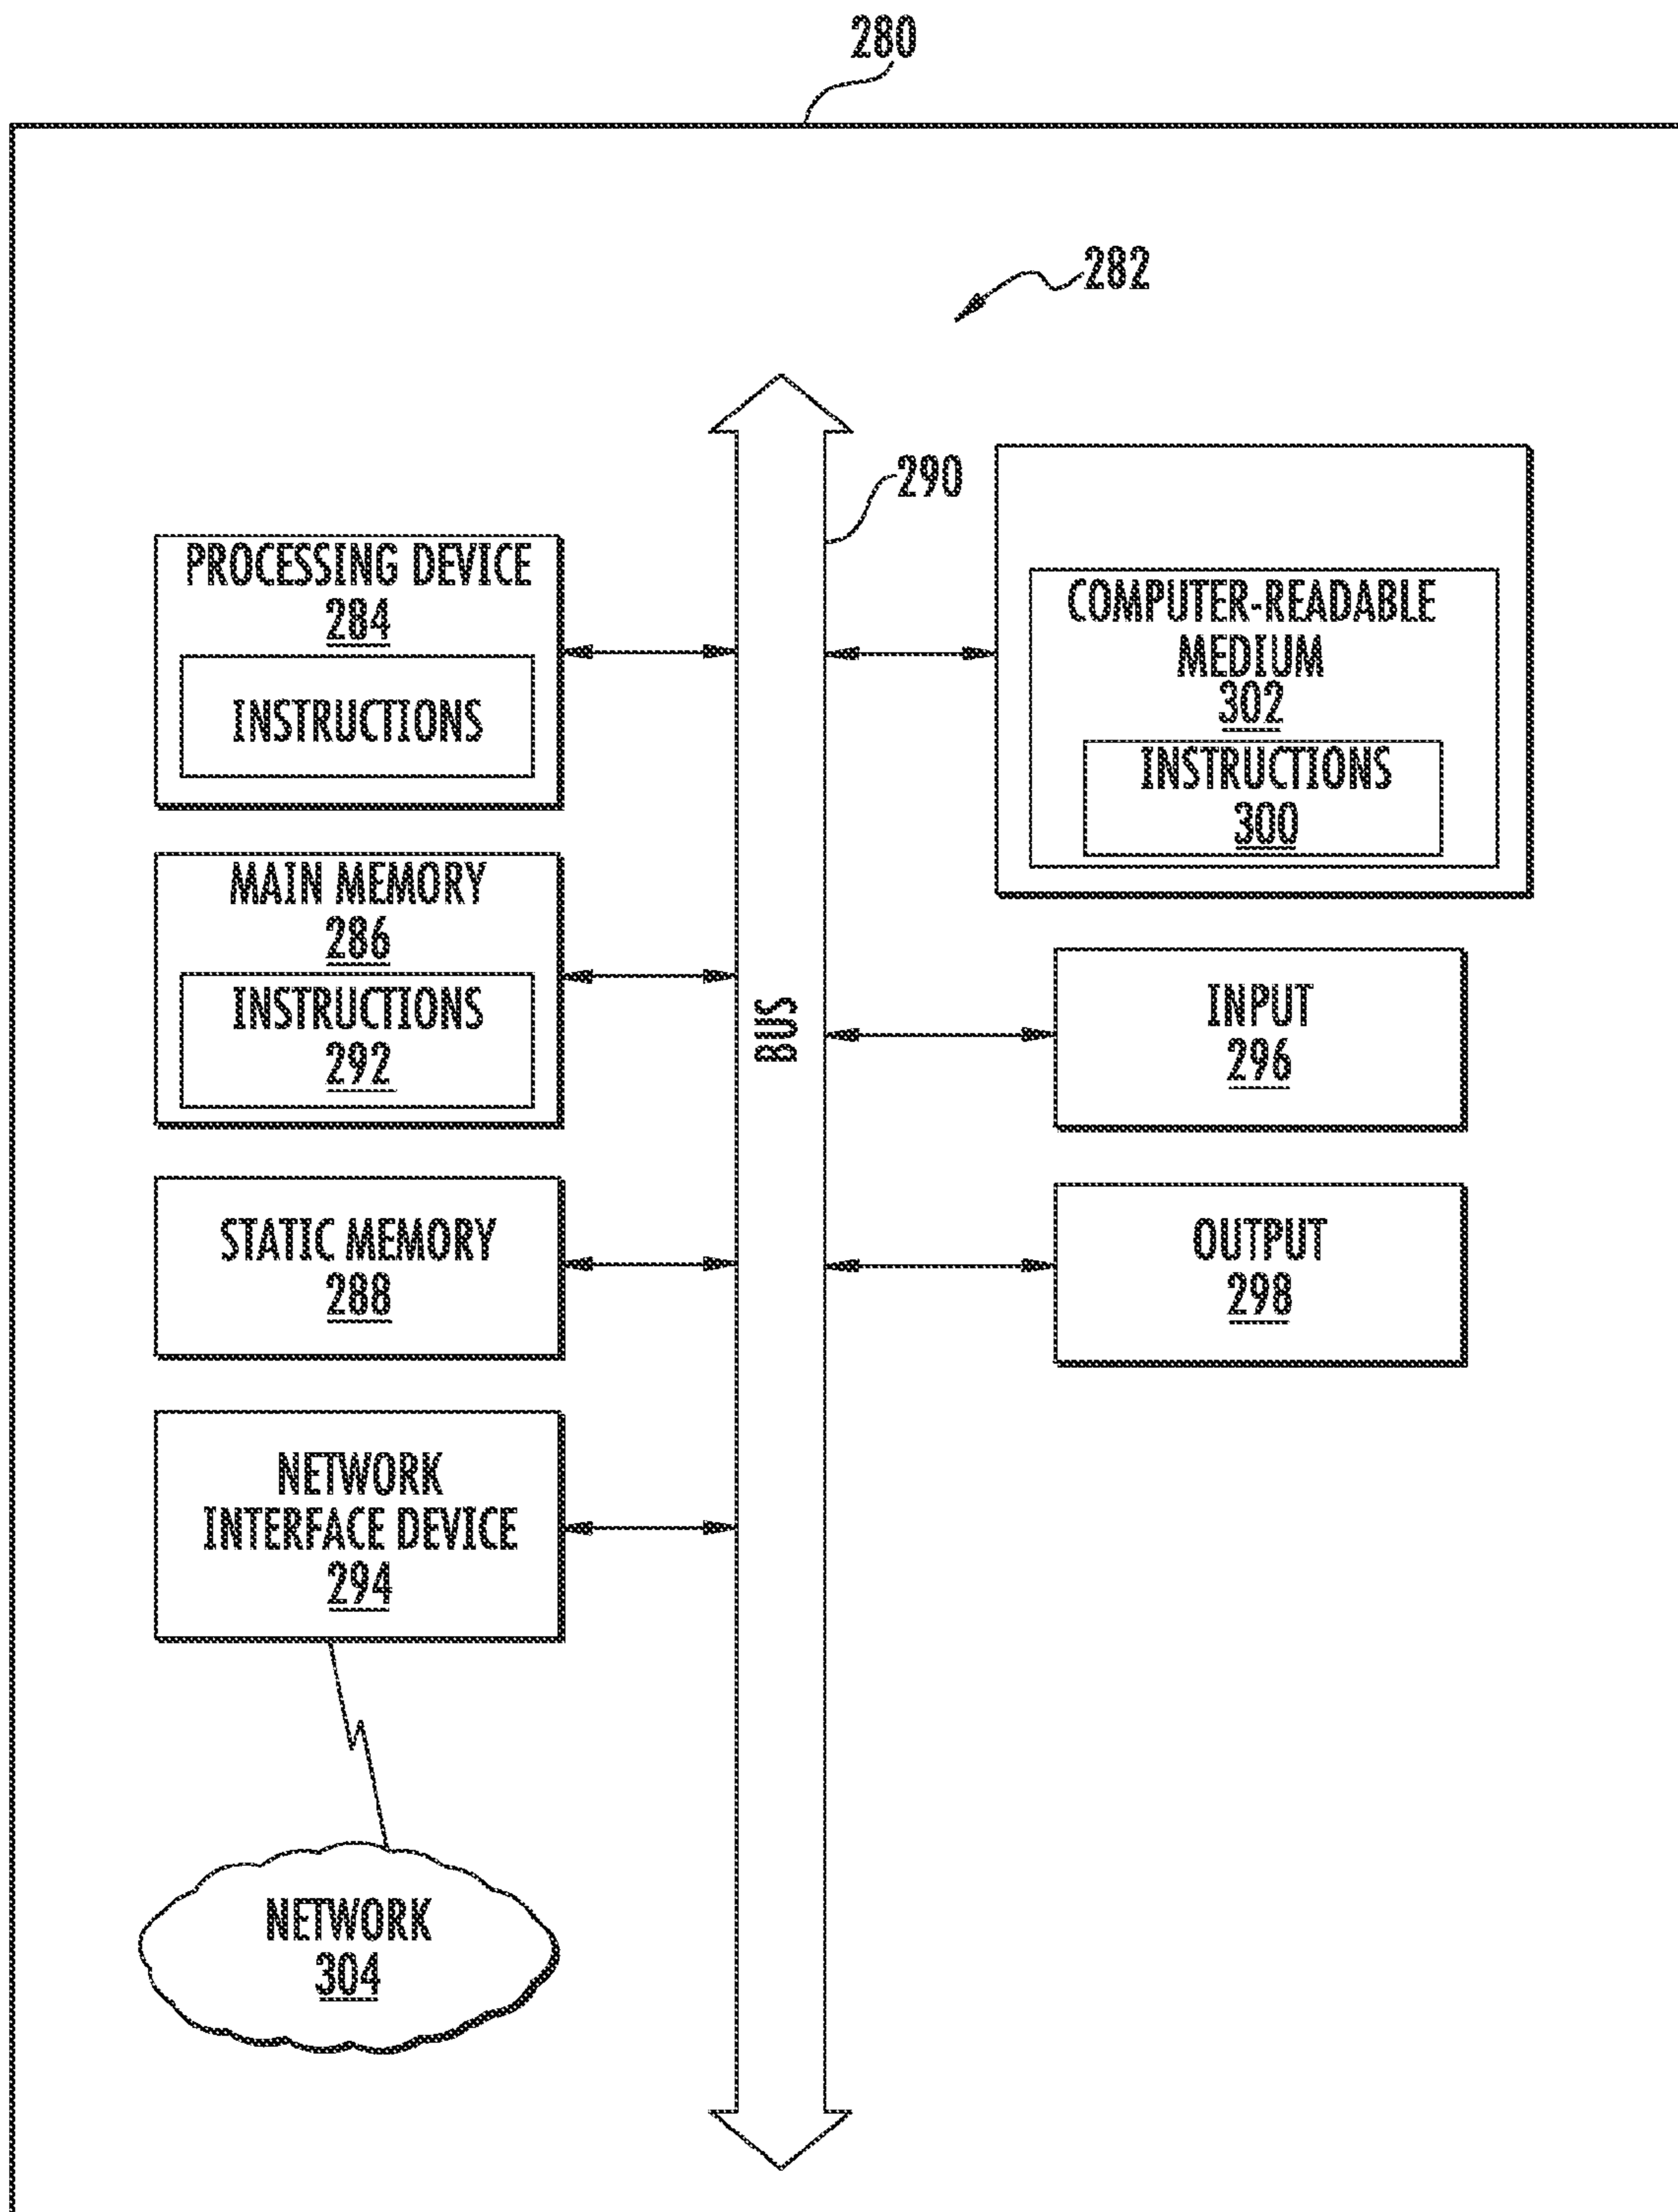 280
282
290
PROCESSING DEVICE
284
INSTRUCTIONS
MAIN MEMORY
286
INSTRUCTIONS
292
STATIC MEMORY
288
NETWORK
INTERFACE DEVICE
294
NETWORK
304
BUS
COMPUTER-READABLE
MEDIUM
302
INSTRUCTIONS
300
INPUT
296
OUTPUT
298